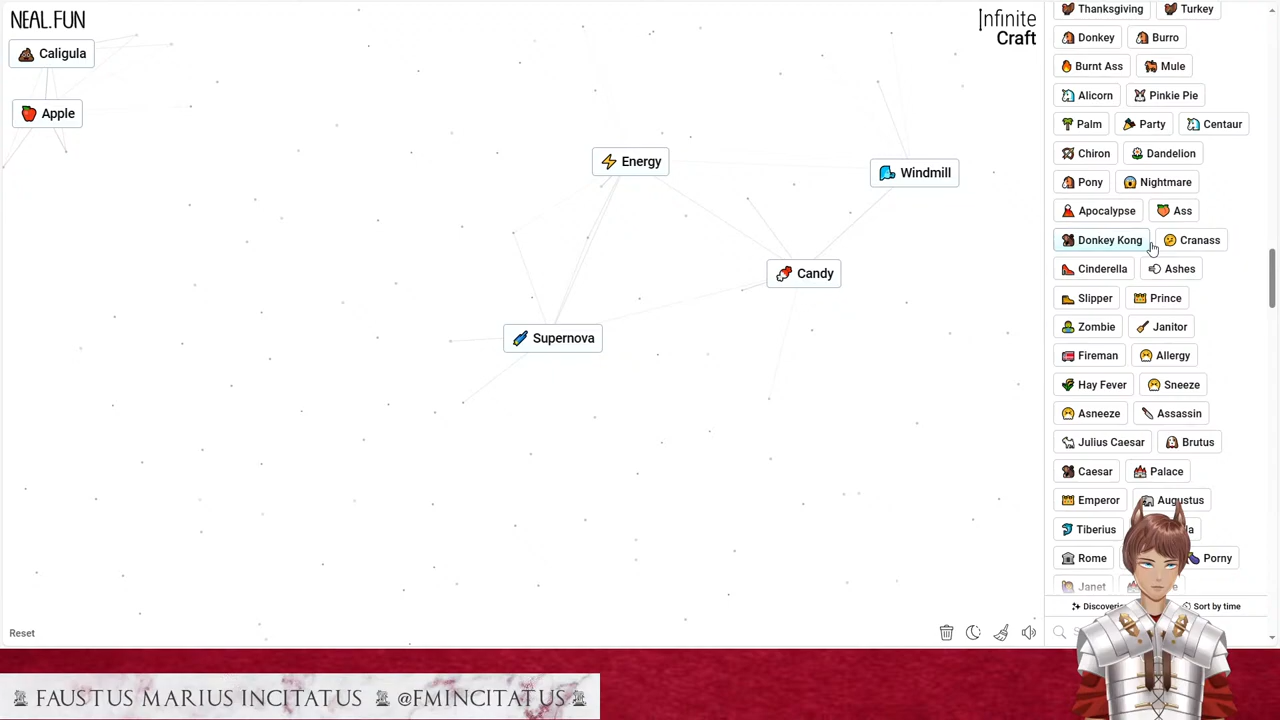 NEAL.FUN
Infinite
Craft
Caligula
Apple
Energy
Windmill
Candy
Supernova
Reset
Thanksgiving Turkey
Donkey Burro
Burnt Ass Mule
Alicorn Pinkie Pie
Palm Party Centaur
Chiron Dandelion
Pony Nightmare
Apocalypse Ass
Donkey Kong Cranass
Cinderella Ashes
Slipper Prince
Zombie Janitor
Fireman Allergy
Hay Fever Sneeze
Asneeze Assassin
Julius Caesar Brutus
Caesar Palace
Emperor Augustus
Tiberius
Rome Porny
Janet
Sort by time
FAUSTUS MARIUS INCITATUS @FMINCITATUS